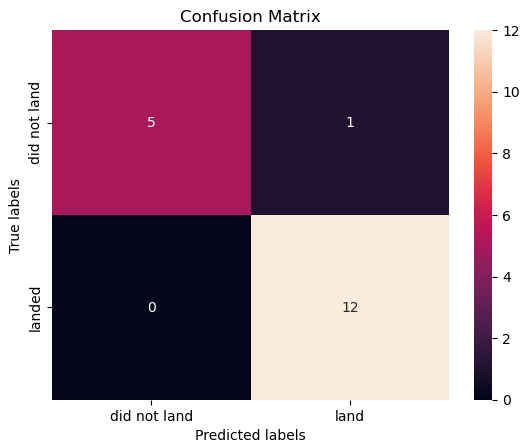 Confusion Matrix
True labels
did not land
landed
5
1
0
12
did not land
land
Predicted labels
12
10
8
6
4
2
0